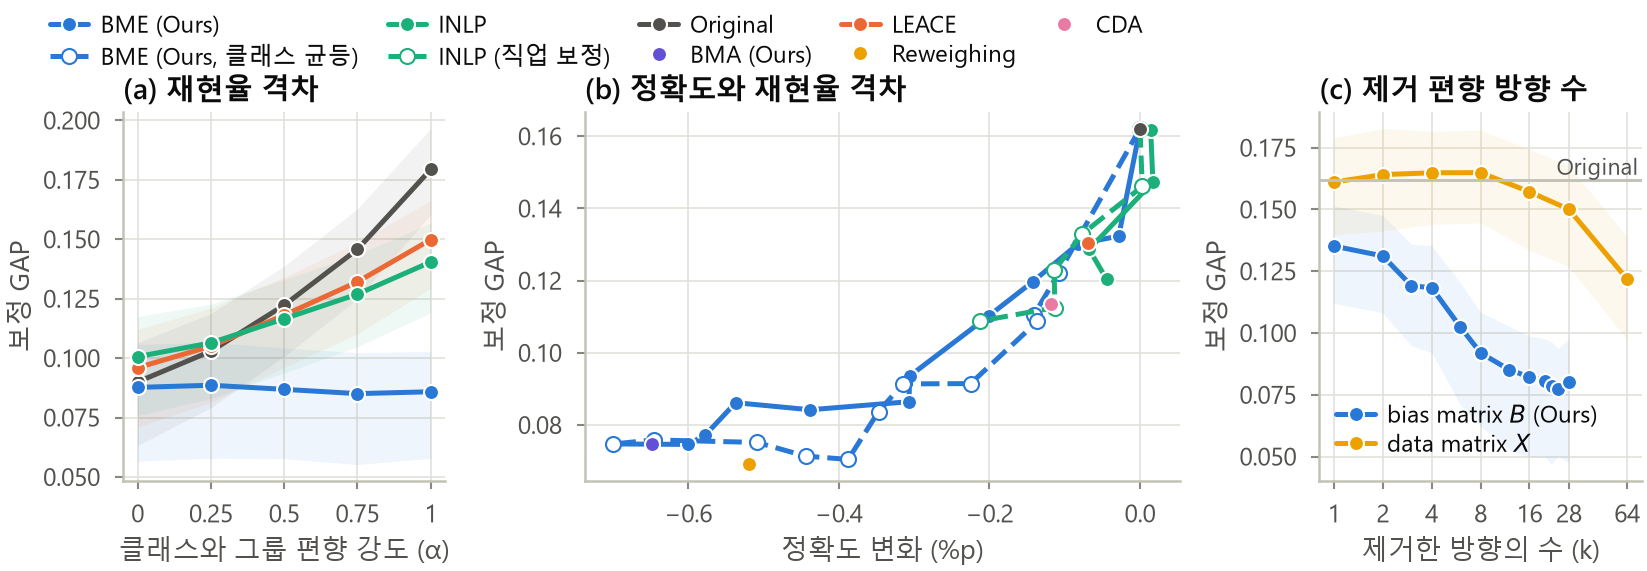 BME (Ours)
BME (Ours, 클래스 균등)
INLP
INLP (직업 보정)
Original
BMA (Ours)
LEACE
Reweighing
CDA
(a) 재현율 격차
보정 GAP
0.200
0.175
0.150
0.125
0.100
0.075
0.050
0
0.25
0.5
0.75
1
클래스와 그룹 편향 강도 (α)
(b) 정확도와 재현율 격차
보정 GAP
0.16
0.14
0.12
0.10
0.08
−0.6
−0.4
−0.2
0.0
정확도 변화 (%p)
(c) 제거 편향 방향 수
보정 GAP
0.175
0.150
0.125
0.100
0.075
0.050
Original
bias matrix B (Ours)
data matrix X
1
2
4
8
16
28
64
제거한 방향의 수 (k)